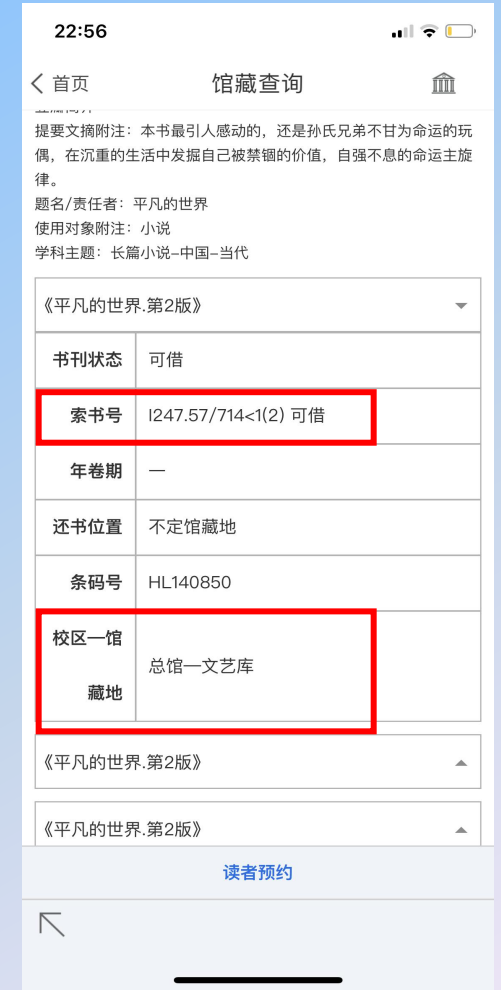 22:56
首页
馆藏查询
提要文摘附注：本书最引人感动的，还是孙氏兄弟不甘为命运的玩
偶，在沉重的生活中发掘自己被禁锢的价值，自强不息的命运主旋
律。
题名/责任者：平凡的世界
使用对象附注：小说
学科主题：长篇小说–中国–当代
《平凡的世界.第2版》
书刊状态 可借
索书号 I247.57/714<1(2) 可借
年卷期 —
还书位置 不定馆藏地
条码号 HL140850
校区—馆
藏地
总馆—文艺库
《平凡的世界.第2版》
《平凡的世界.第2版》
读者预约